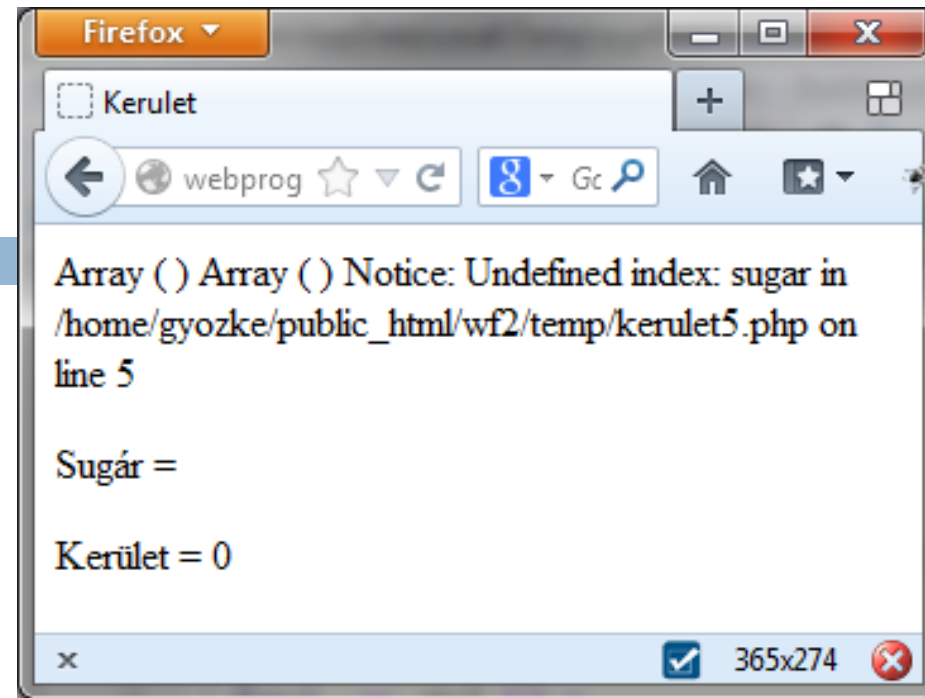 Firefox
Kerulet
webprog
8
Gc
Array ( ) Array ( ) Notice: Undefined index: sugar in
/home/gyozke/public_html/wf2/temp/kerulet5.php on
line 5
Sugár =
Kerület = 0
x
365x274